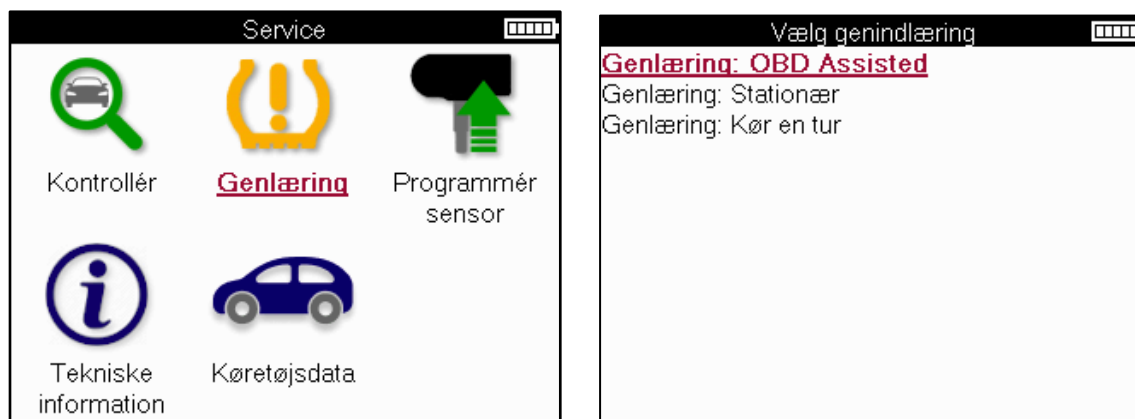 Service
Kontrollér
Genlæring
Programmér
sensor
Tekniske
information
Køretøjsdata
Vælg genindlæring
Genlæring: OBD Assisted
Genlæring: Stationær
Genlæring: Kør en tur